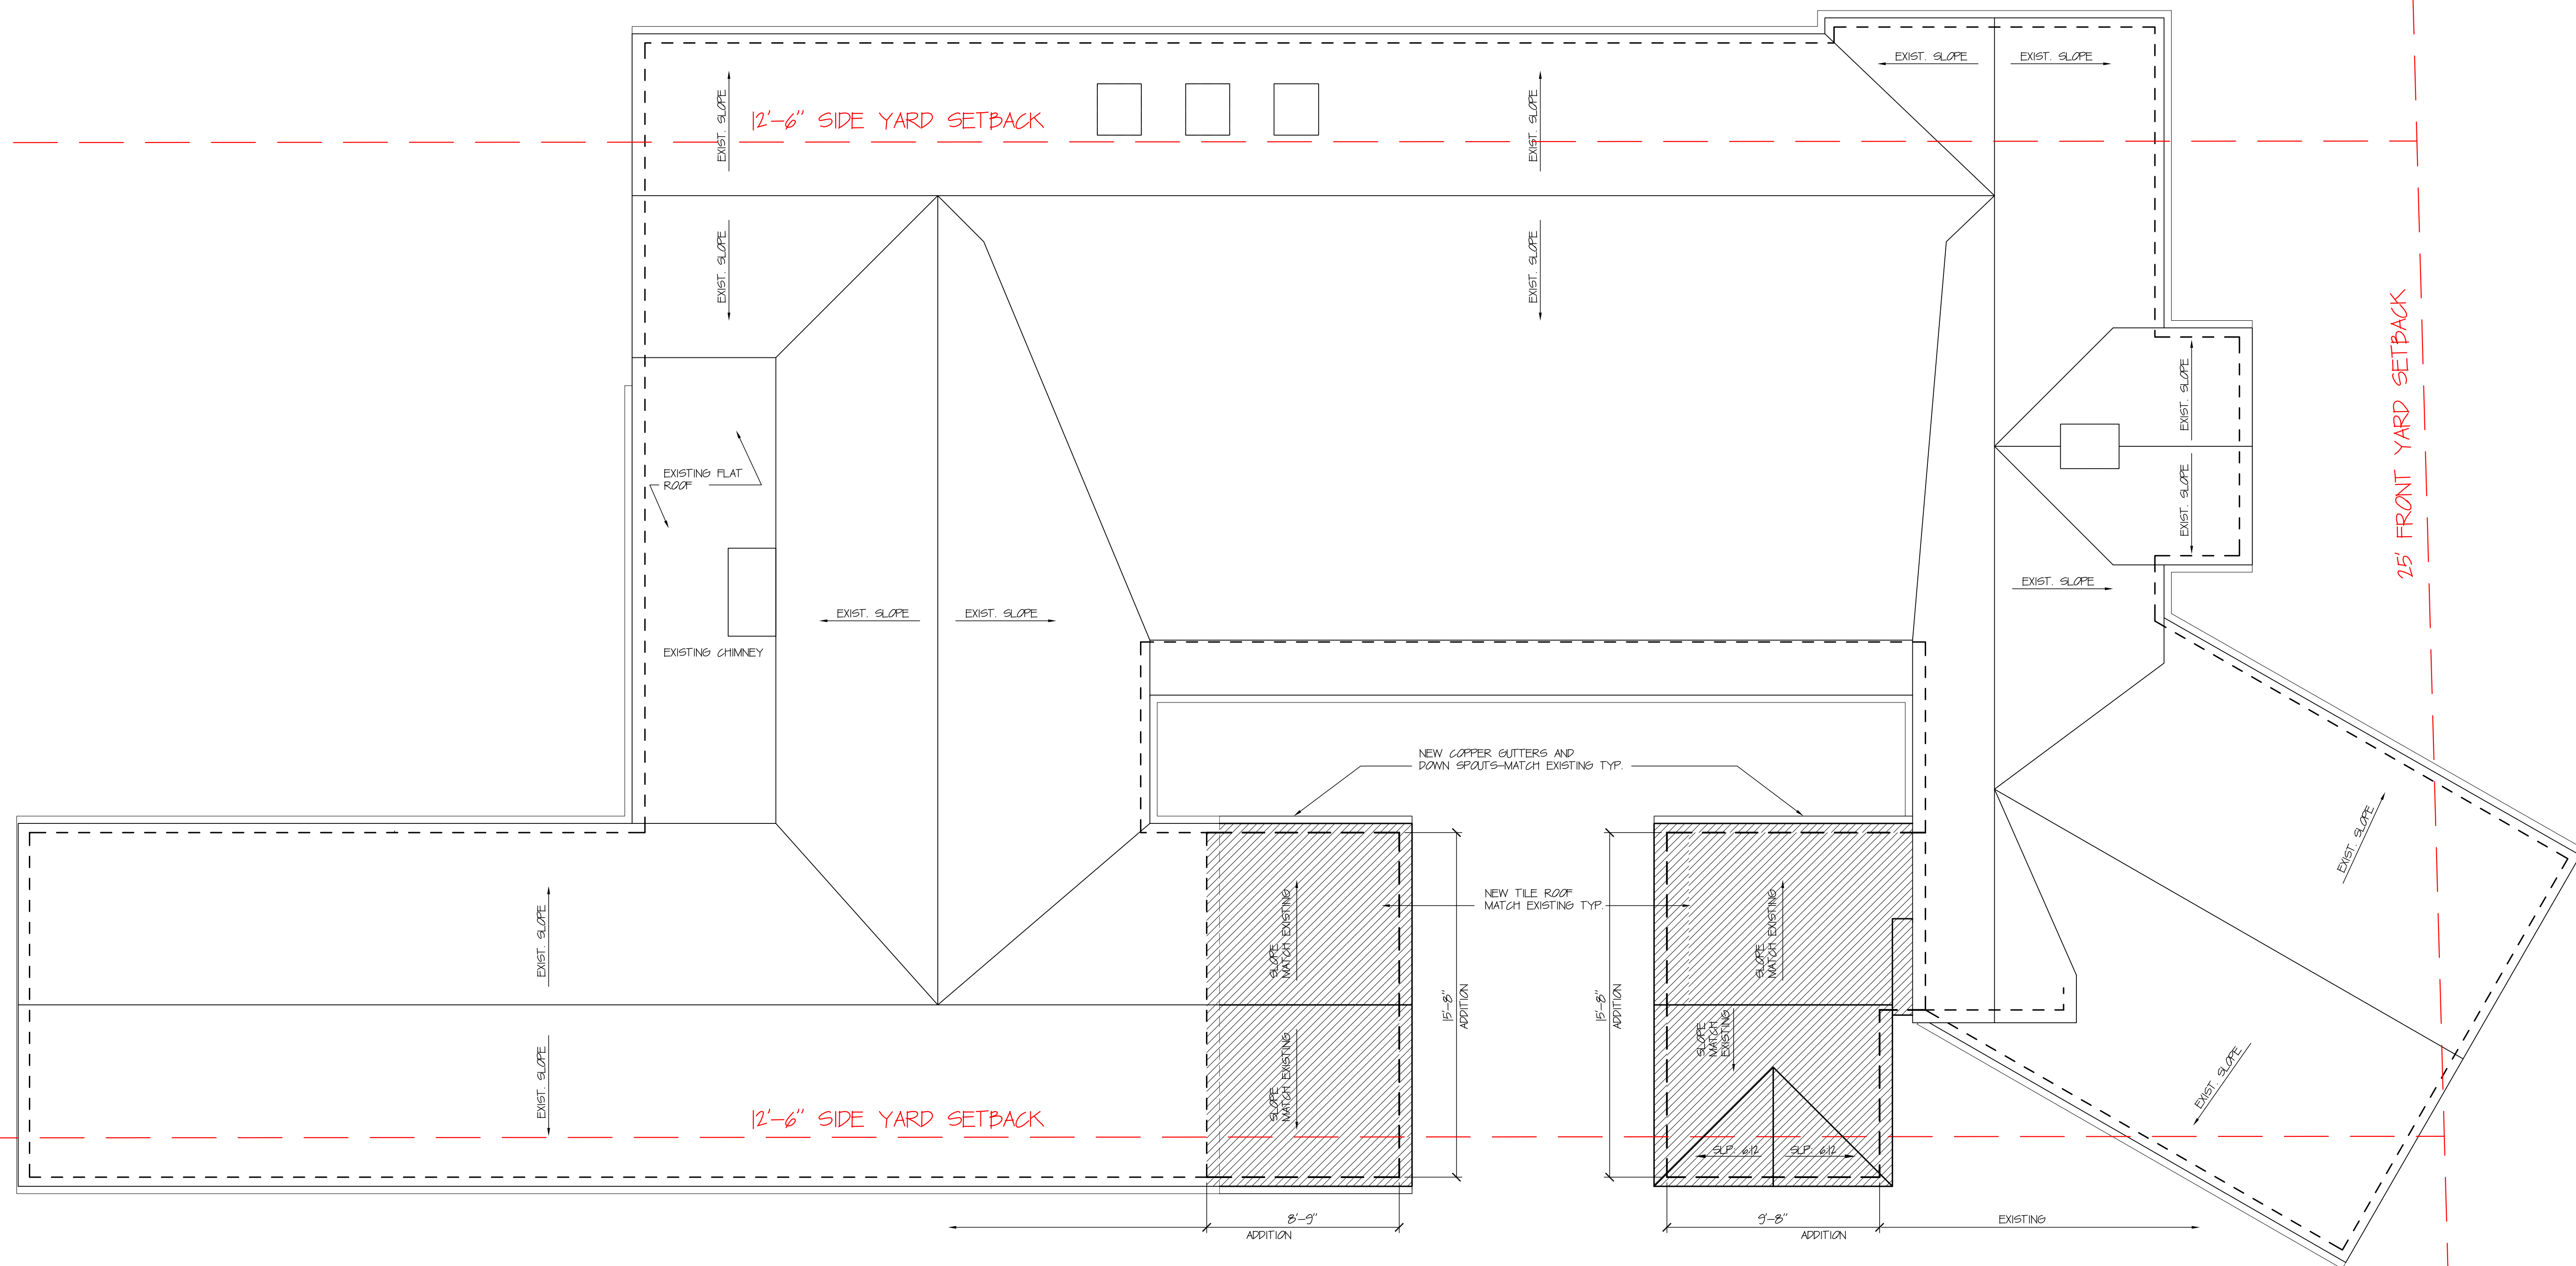 EXIST. SLOPE
EXIST. SLOPE
EXIST. SLOPE
12'-6" SIDE YARD SETBACK
EXIST. SLOPE
EXIST. SLOPE
EXIST. SLOPE
25' FRONT YARD SETBACK
EXIST. SLOPE
EXISTING FLAT
ROOF
EXIST. SLOPE
EXIST. SLOPE
EXIST. SLOPE
EXIST. SLOPE
EXISTING CHIMNEY
NEW COPPER GUTTERS AND
DOWN SPOUTS-MATCH EXISTING TYP.
EXIST. SLOPE
NEW TILE ROOF
MATCH EXISTING TYP.
EXIST. SLOPE
SLOPE
MATCH EXISTING
SLOPE
MATCH EXISTING
15'-8"
ADDITION
15'-8"
ADDITION
SLOPE
MATCH
EXISTING
EXIST. SLOPE
SLOPE
MATCH EXISTING
EXIST. SLOPE
12'-6" SIDE YARD SETBACK
SLP: 6:12
SLP: 6:12
8'-9"
ADDITION
9'-8"
ADDITION
EXISTING